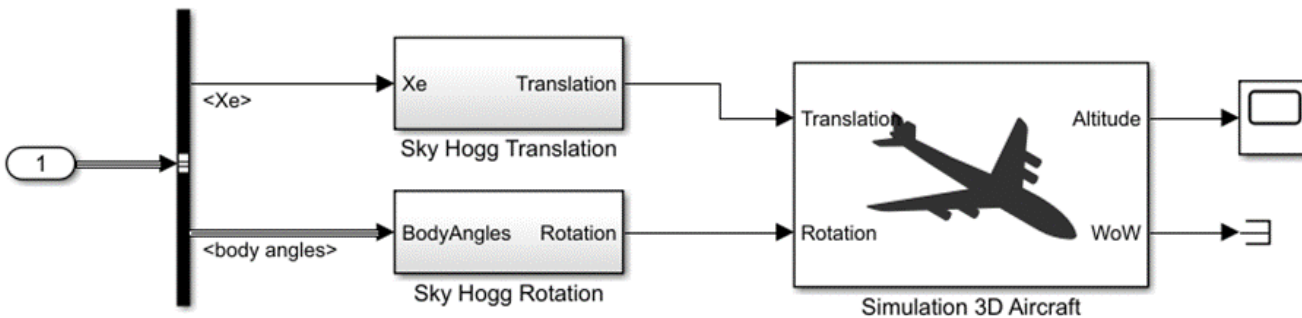 1
<Xe>
<body angles>
Xe
Translation
Sky Hogg Translation
BodyAngles
Rotation
Sky Hogg Rotation
Translation
Altitude
Rotation
WoW
Simulation 3D Aircraft